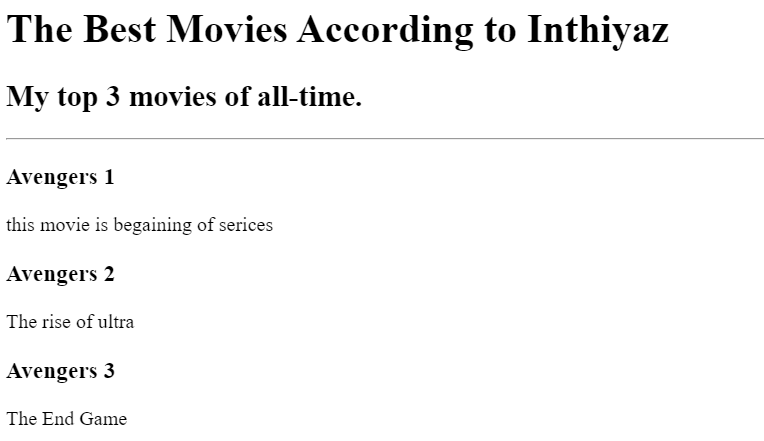 The Best Movies According to Inthiyaz
My top 3 movies of all-time.
Avengers 1
this movie is begaining of serices
Avengers 2
The rise of ultra
Avengers 3
The End Game